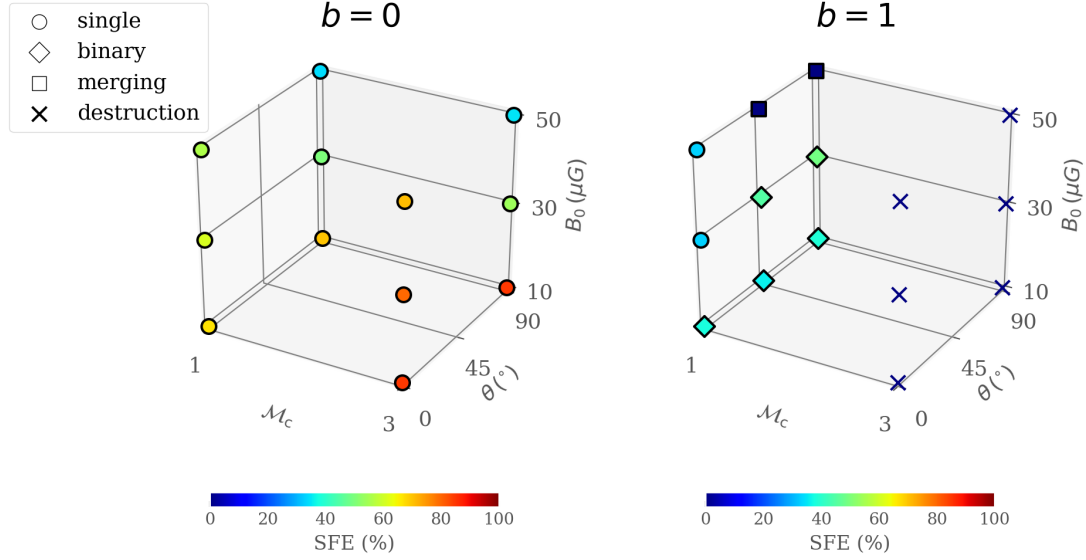 single
binary
merging
destruction
b = 0
b = 1
50
30
10
90
45
0
1
3
B₀ (μG)
θ (°)
ℳc
0 20 40 60 80 100
SFE (%)
50
30
10
90
45
0
1
3
B₀ (μG)
θ (°)
ℳc
0 20 40 60 80 100
SFE (%)